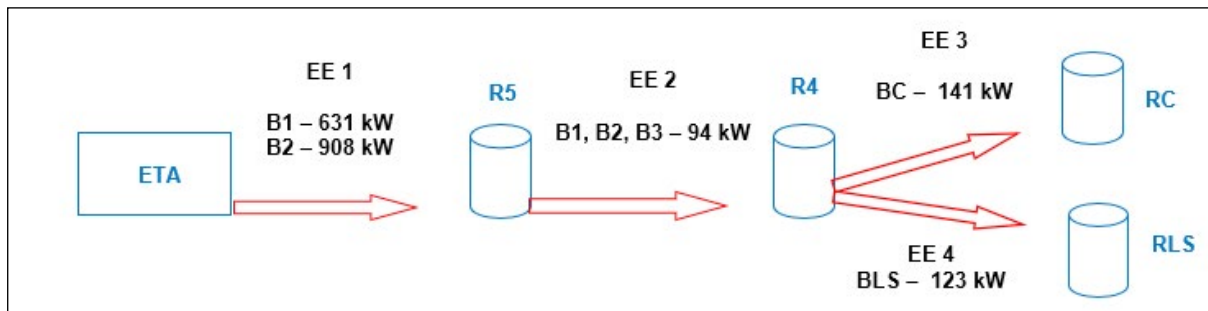 EE 1
B1 – 631 kW
B2 – 908 kW
ETA
R5
EE 2
B1, B2, B3 – 94 kW
R4
EE 3
BC – 141 kW
RC
EE 4
BLS – 123 kW
RLS